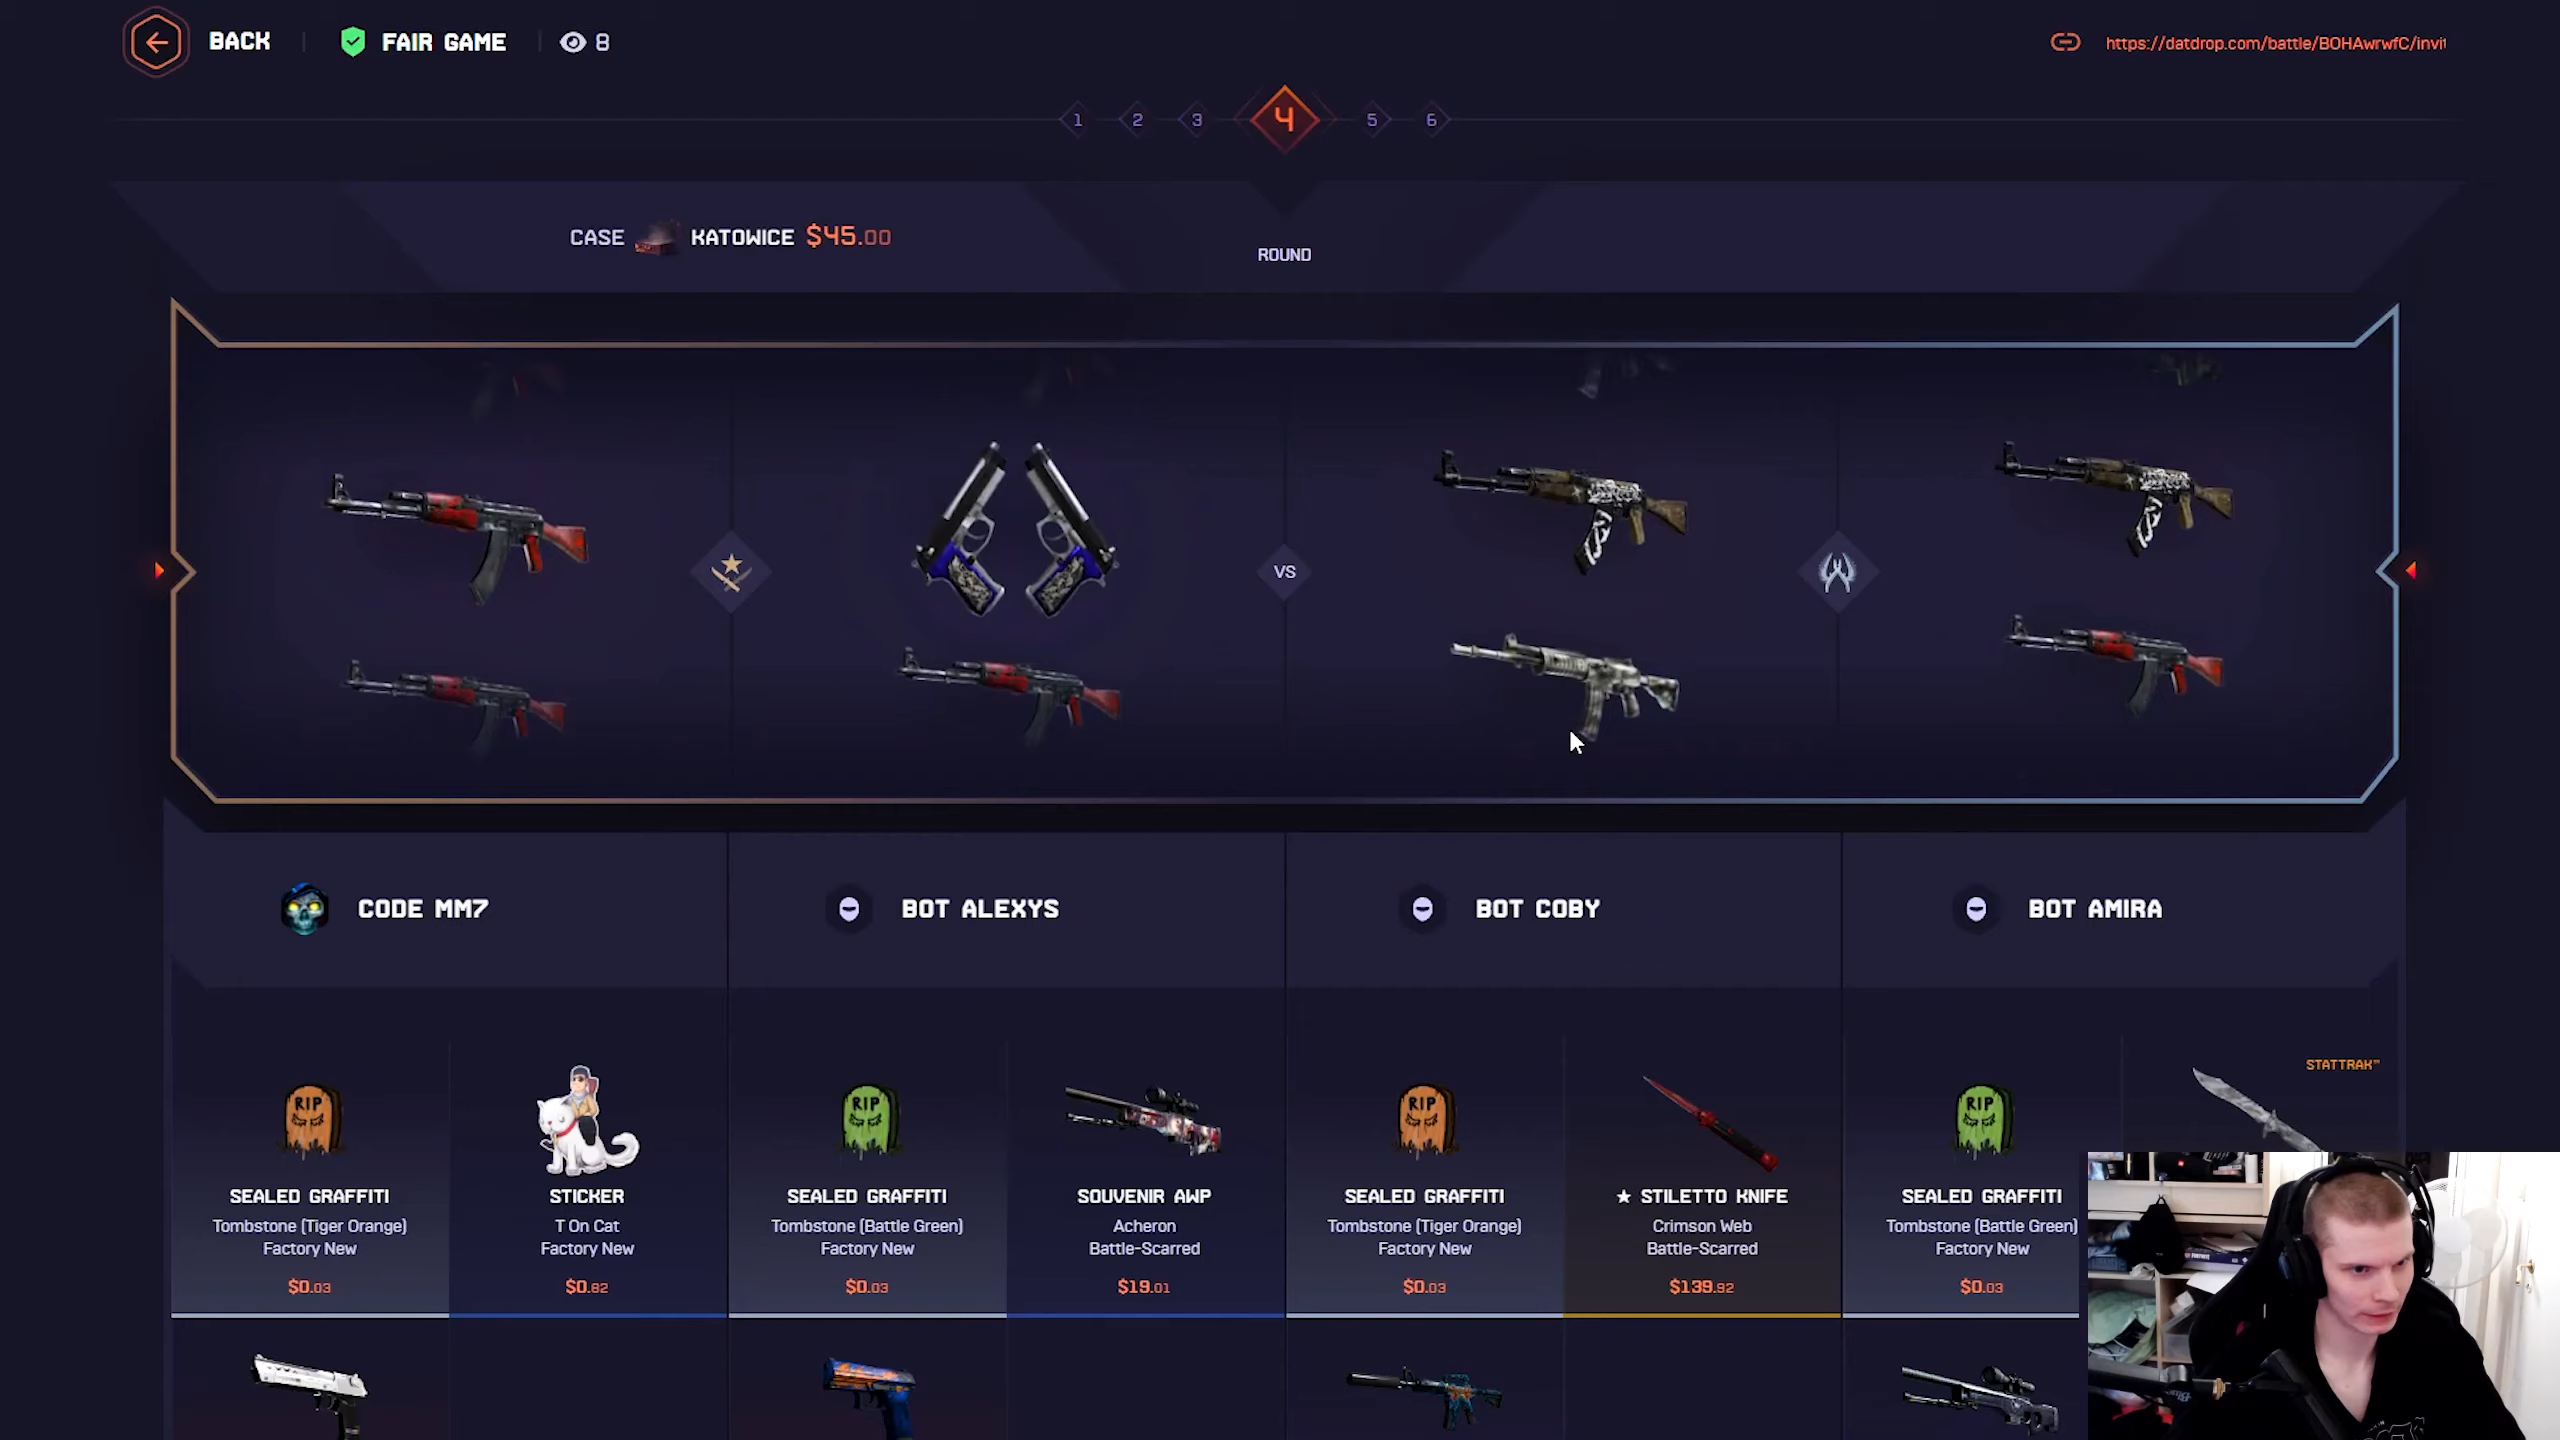 BACK
FAIR GAME
8
https://datdrop.com/battle/BOHAwrwfC/invit
1 2 3 4 5 6
CASE KATOWICE $45.00
ROUND
VS
CODE MM7
BOT ALEXYS
BOT COBY
BOT AMIRA
STATTRAK™
RIP
RIP
RIP
RIP
SEALED GRAFFITI
Tombstone (Tiger Orange)
Factory New
$0.03
STICKER
T On Cat
Factory New
$0.82
SEALED GRAFFITI
Tombstone (Battle Green)
Factory New
$0.03
SOUVENIR AWP
Acheron
Battle-Scarred
$19.01
SEALED GRAFFITI
Tombstone (Tiger Orange)
Factory New
$0.03
★ STILETTO KNIFE
Crimson Web
Battle-Scarred
$139.92
SEALED GRAFFITI
Tombstone (Battle Green)
Factory New
$0.03